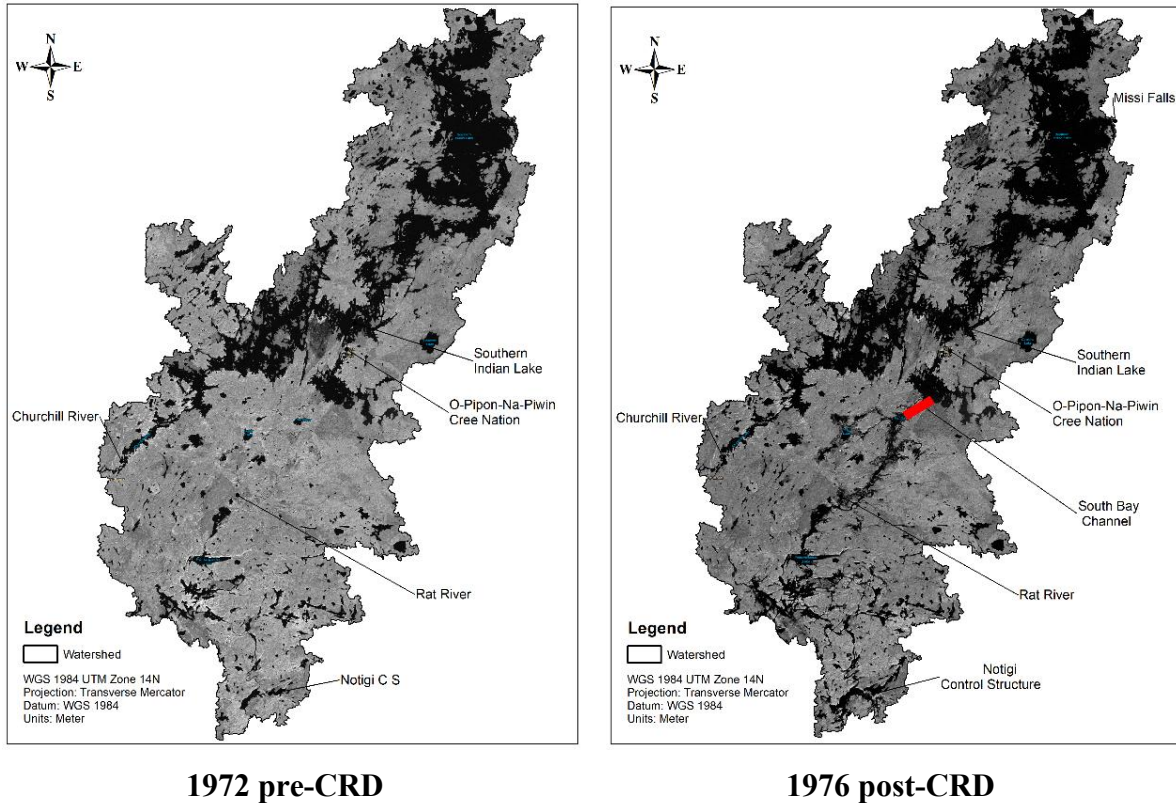 N
W E
S
Southern
Indian Lake
O-Pipon-Na-Piwin
Cree Nation
Churchill River
Rat River
Legend
Watershed
WGS 1984 UTM Zone 14N
Projection: Transverse Mercator
Datum: WGS 1984
Units: Meter
Notigi C S
1972 pre-CRD
N
W E
S
Missi Falls
Southern
Indian Lake
O-Pipon-Na-Piwin
Cree Nation
Churchill River
South Bay
Channel
Rat River
Legend
Watershed
WGS 1984 UTM Zone 14N
Projection: Transverse Mercator
Datum: WGS 1984
Units: Meter
Notigi
Control Structure
1976 post-CRD